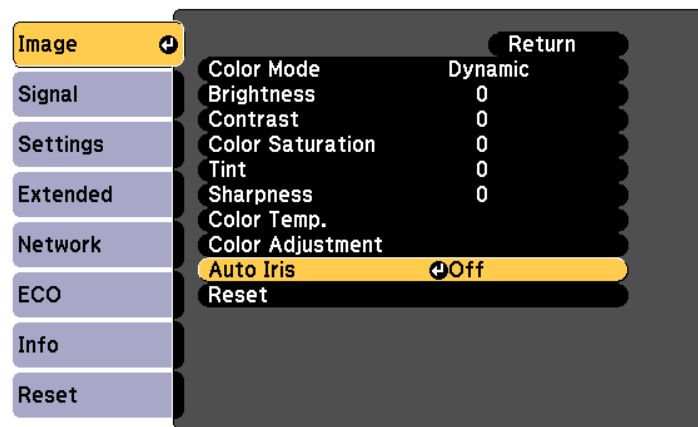 Image
Signal
Settings
Extended
Network
ECO
Info
Reset
Return
Color Mode Dynamic
Brightness 0
Contrast 0
Color Saturation 0
Tint 0
Sharpness 0
Color Temp.
Color Adjustment
Auto Iris Off
Reset